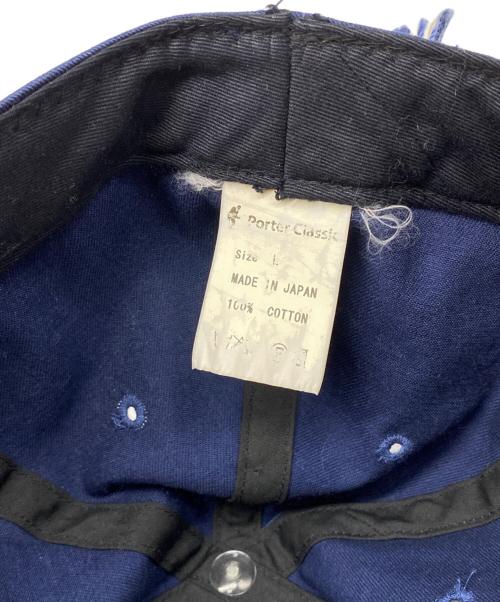 Porter Classic
Size L
MADE IN JAPAN
100% COTTON